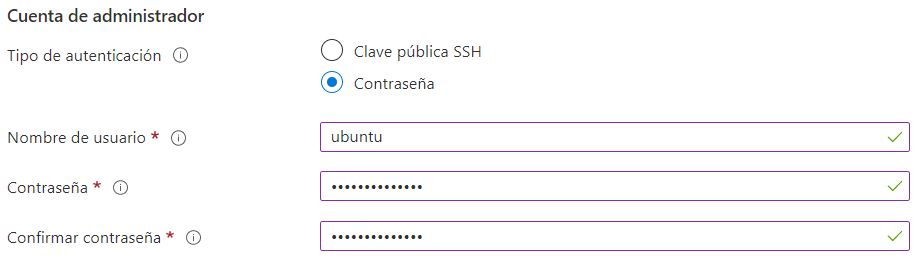 Cuenta de administrador
Tipo de autenticación
Clave pública SSH
Contraseña
Nombre de usuario *
ubuntu
Contraseña *
••••••••••••••
Confirmar contraseña *
••••••••••••••